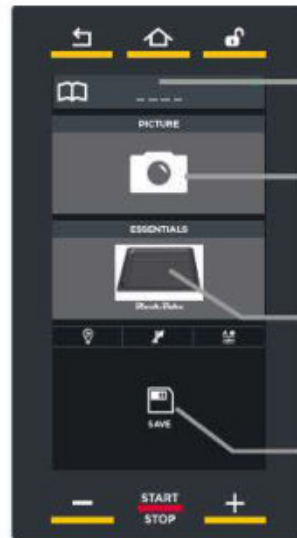 _ _ _ _
PICTURE
ESSENTIALS
SAVE
START
STOP